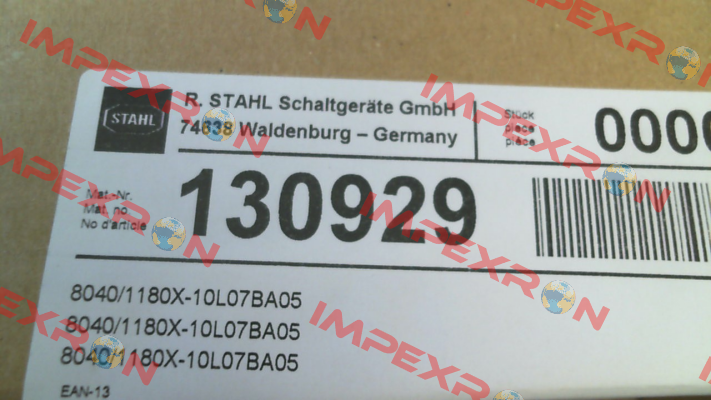 STAHL
R. STAHL Schaltgeräte GmbH
74638 Waldenburg – Germany
Stück
piece
pièce
Mat.-Nr.
Mat. no.
No d'article
130929
8040/1180X-10L07BA05
8040/1180X-10L07BA05
8040/1180X-10L07BA05
EAN-13
IMPEXRON
IMPEXRON
IMPEXRON
IMPEXRON
IMPEXRON
IMPEXRON